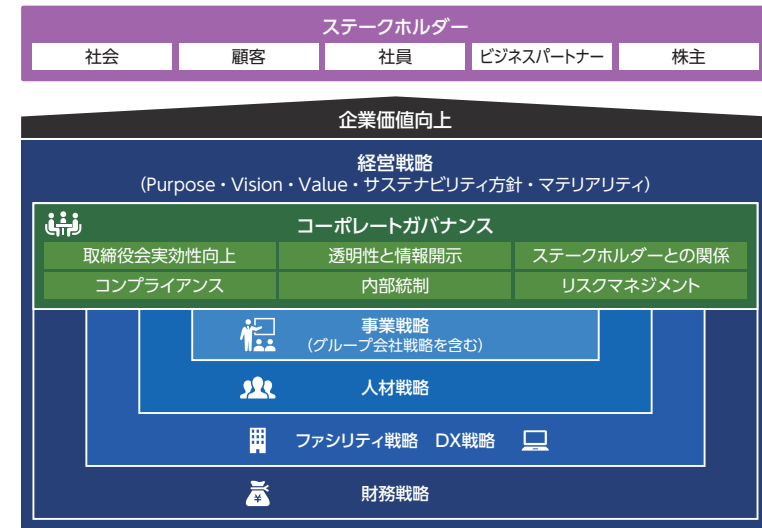 ステークホルダー
社会 顧客 社員 ビジネスパートナー 株主
企業価値向上
経営戦略
(Purpose・Vision・Value・サステナビリティ方針・マテリアリティ)
コーポレートガバナンス
取締役会実効性向上 透明性と情報開示 ステークホルダーとの関係
コンプライアンス 内部統制 リスクマネジメント
事業戦略
(グループ会社戦略を含む)
人材戦略
ファシリティ戦略 DX戦略
¥ 財務戦略